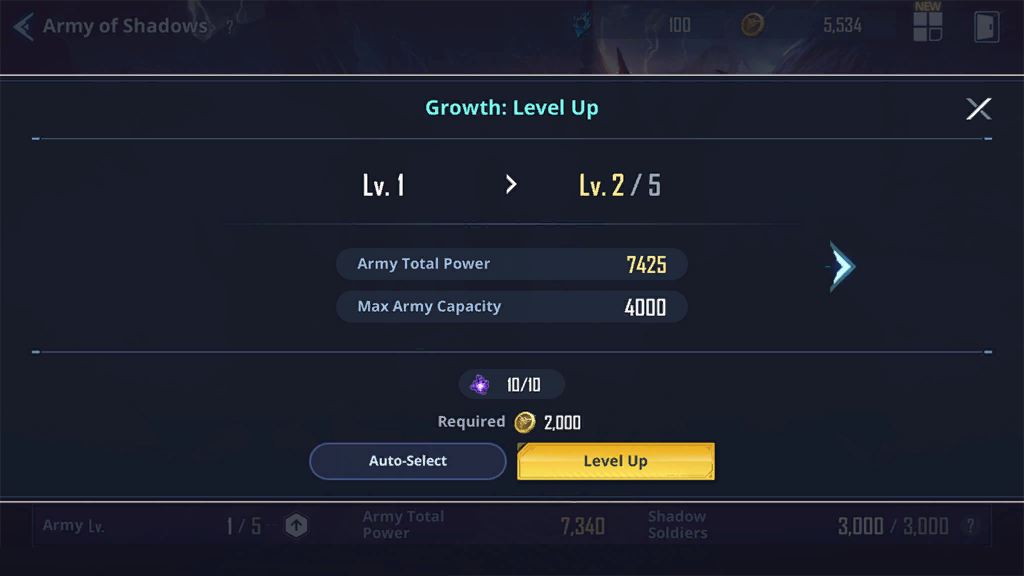 Army of Shadows ? 100 5,534 NEW
Growth: Level Up
Lv. 1 > Lv. 2 / 5
Army Total Power 7425
Max Army Capacity 4000
10/10
Required 2,000
Auto-Select Level Up
Army Lv. 1 / 5 Army Total Power 7,340 Shadow Soldiers 3,000 / 3,000 ?